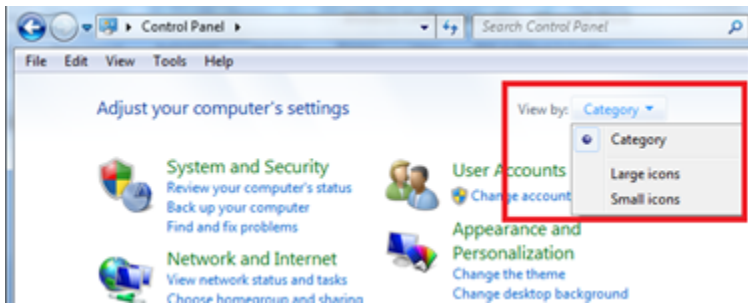 Control Panel
Search Control Panel
File Edit View Tools Help
Adjust your computer's settings
View by: Category
Category
Large icons
Small icons
System and Security
Review your computer's status
Back up your computer
Find and fix problems
Network and Internet
View network status and tasks
Choose homegroup and sharing
User Accounts
Change account
Appearance and
Personalization
Change the theme
Change desktop background